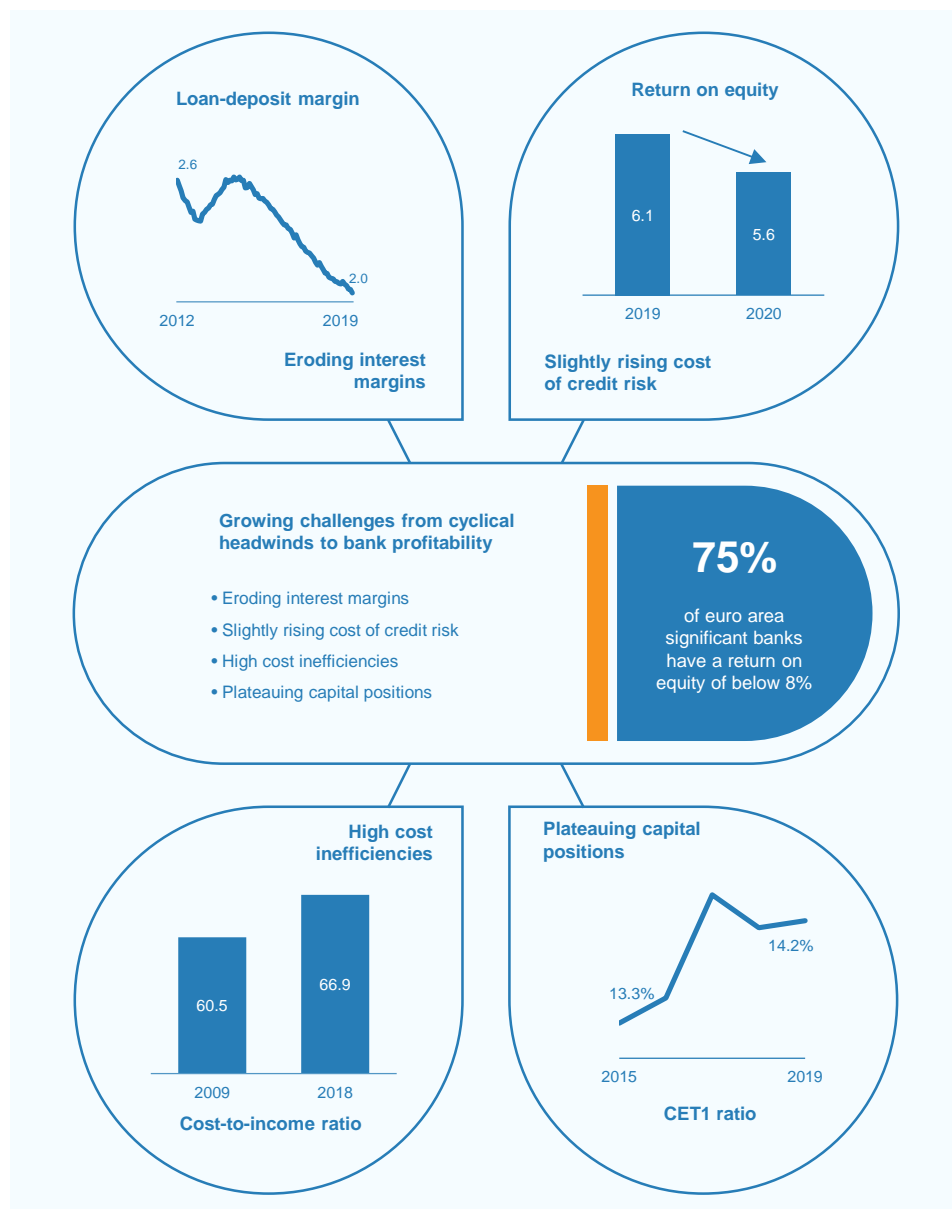 Loan-deposit margin
2.6
2.0
2012
2019
Eroding interest
margins
Return on equity
6.1
5.6
2019
2020
Slightly rising cost
of credit risk
Growing challenges from cyclical
headwinds to bank profitability
• Eroding interest margins
• Slightly rising cost of credit risk
• High cost inefficiencies
• Plateauing capital positions
75%
of euro area
significant banks
have a return on
equity of below 8%
High cost
inefficiencies
60.5
66.9
2009
2018
Cost-to-income ratio
Plateauing capital
positions
13.3%
14.2%
2015
2019
CET1 ratio